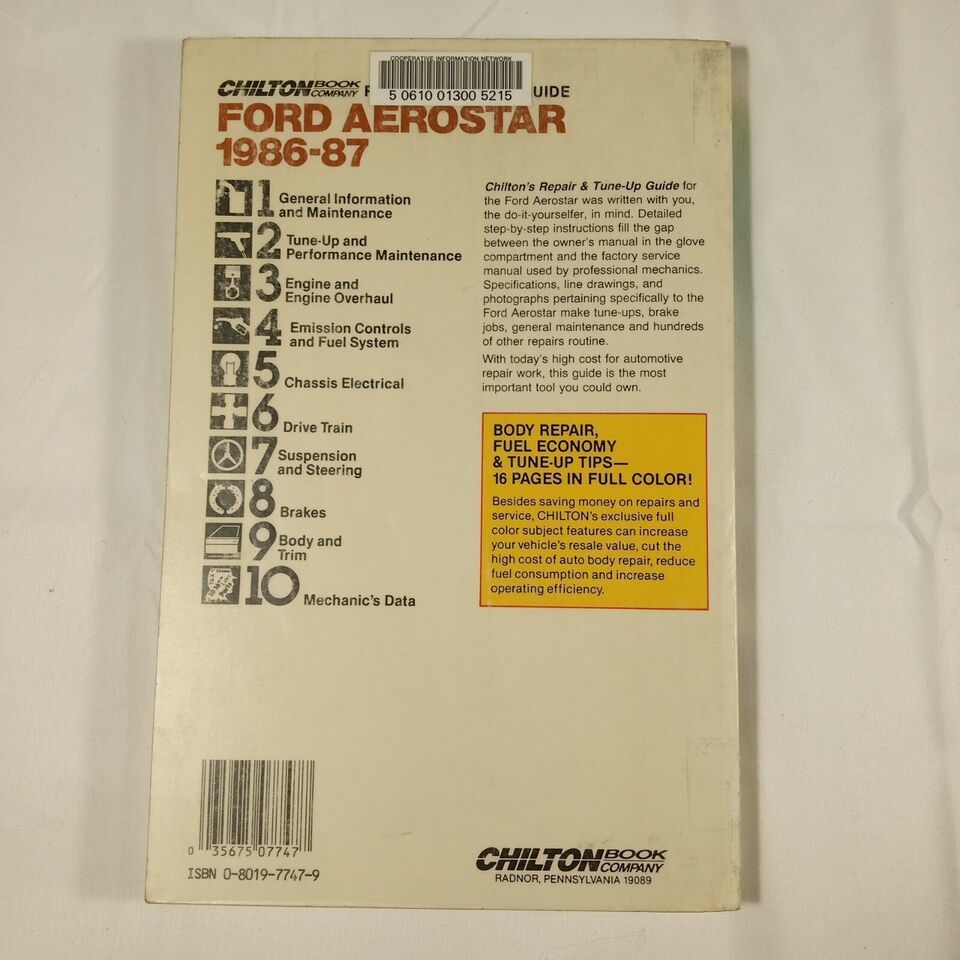 COOPERATIVE INFORMATION NETWORK
5 0610 01300 5215
CHILTON BOOK COMPANY UIDE
FORD AEROSTAR
1986-87
1 General Information
and Maintenance
2 Tune-Up and
Performance Maintenance
3 Engine and
Engine Overhaul
4 Emission Controls
and Fuel System
5 Chassis Electrical
6 Drive Train
7 Suspension
and Steering
8 Brakes
9 Body and
Trim
10 Mechanic's Data
Chilton's Repair & Tune-Up Guide for
the Ford Aerostar was written with you,
the do-it-yourselfer, in mind. Detailed
step-by-step instructions fill the gap
between the owner's manual in the glove
compartment and the factory service
manual used by professional mechanics.
Specifications, line drawings, and
photographs pertaining specifically to the
Ford Aerostar make tune-ups, brake
jobs, general maintenance and hundreds
of other repairs routine.
With today's high cost for automotive
repair work, this guide is the most
important tool you could own.
BODY REPAIR,
FUEL ECONOMY
& TUNE-UP TIPS—
16 PAGES IN FULL COLOR!
Besides saving money on repairs and
service, CHILTON's exclusive full
color subject features can increase
your vehicle's resale value, cut the
high cost of auto body repair, reduce
fuel consumption and increase
operating efficiency.
0 35675 07747
ISBN 0-8019-7747-9
CHILTON BOOK COMPANY
RADNOR, PENNSYLVANIA 19089